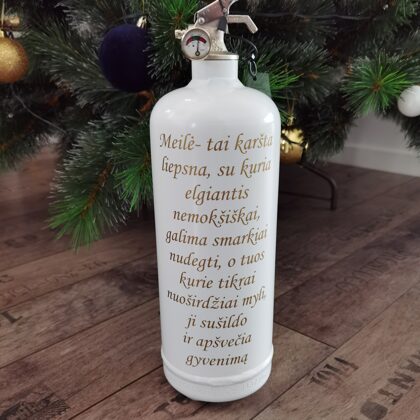 Meilė- tai karšta
liepsna, su kuria
elgiantis
nemokšiškai,
galima smarkiai
nudegti, o tuos
kurie tikrai
nuoširdžiai myli,
ji sušildo
ir apšvečia
gyvenimą